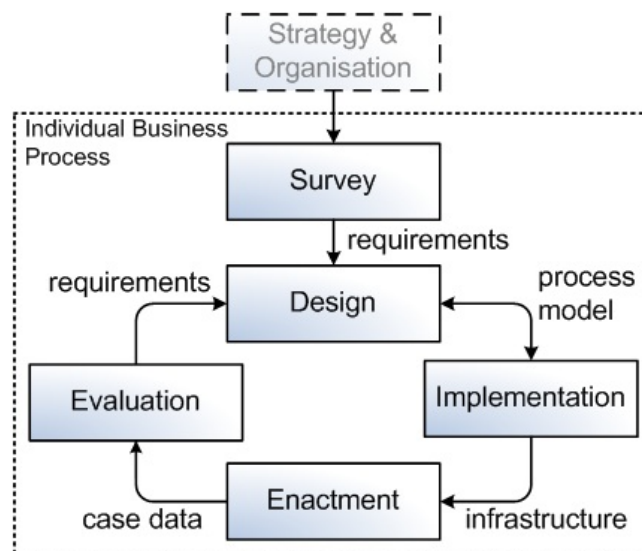 Strategy &
Organisation
Individual Business
Process
Survey
requirements
requirements
Design
process
model
Evaluation
Implementation
Enactment
case data
infrastructure